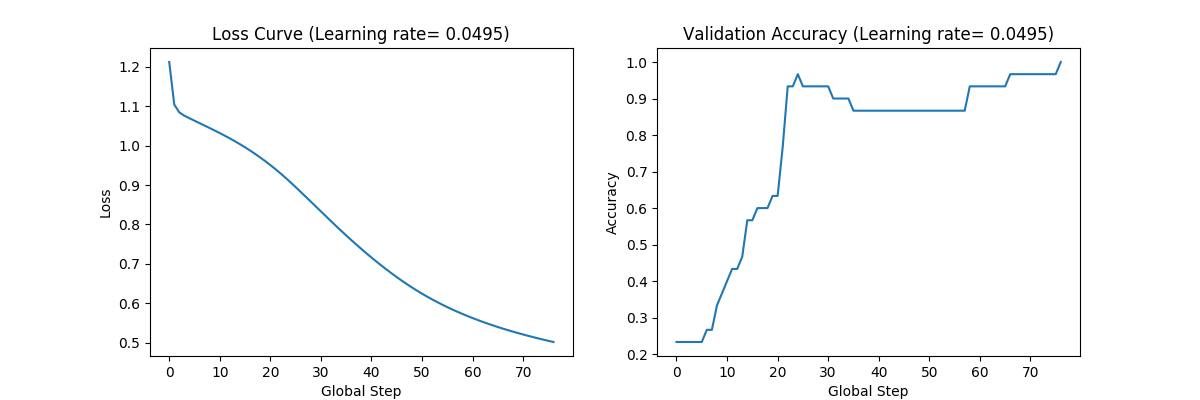 Loss Curve (Learning rate= 0.0495)
1.2
1.1
1.0
0.9
0.8
0.7
0.6
0.5
Loss
0 10 20 30 40 50 60 70
Global Step
Validation Accuracy (Learning rate= 0.0495)
1.0
0.9
0.8
0.7
0.6
0.5
0.4
0.3
0.2
Accuracy
0 10 20 30 40 50 60 70
Global Step